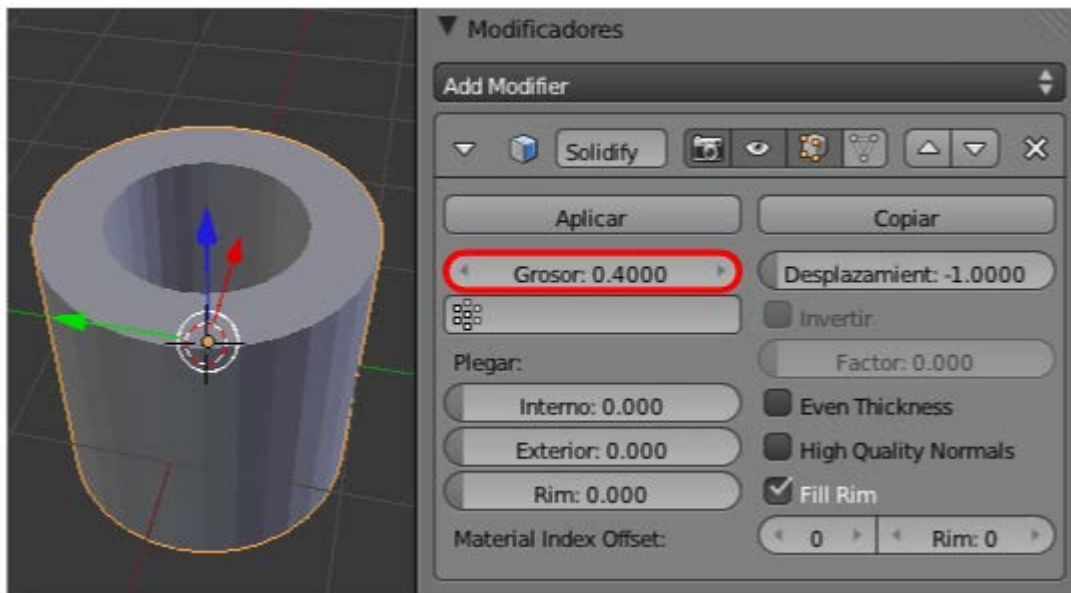 Modificadores
Add Modifier
Solidify
Aplicar Copiar
Grosor: 0.4000 Desplazamient: -1.0000
Invertir
Plegar: Factor: 0.000
Interno: 0.000 Even Thickness
Exterior: 0.000 High Quality Normals
Rim: 0.000 Fill Rim
Material Index Offset: 0 Rim: 0